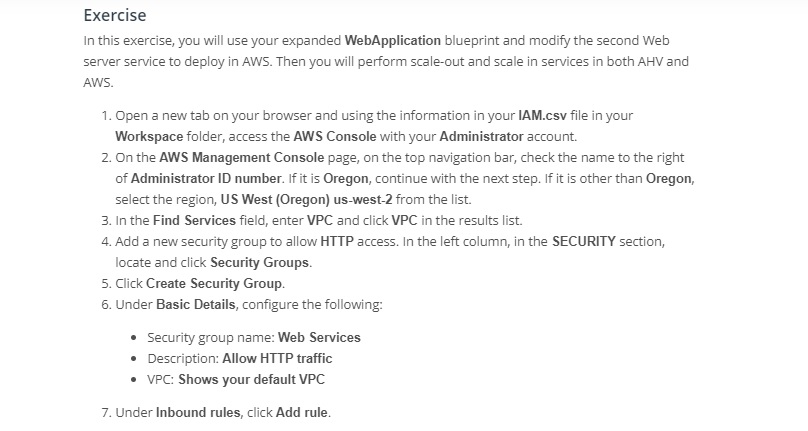 Exercise
In this exercise, you will use your expanded WebApplication blueprint and modify the second Web
server service to deploy in AWS. Then you will perform scale-out and scale in services in both AHV and
AWS.
1. Open a new tab on your browser and using the information in your IAM.csv file in your
Workspace folder, access the AWS Console with your Administrator account.
2. On the AWS Management Console page, on the top navigation bar, check the name to the right
of Administrator ID number. If it is Oregon, continue with the next step. If it is other than Oregon,
select the region, US West (Oregon) us-west-2 from the list.
3. In the Find Services field, enter VPC and click VPC in the results list.
4. Add a new security group to allow HTTP access. In the left column, in the SECURITY section,
locate and click Security Groups.
5. Click Create Security Group.
6. Under Basic Details, configure the following:
• Security group name: Web Services
• Description: Allow HTTP traffic
• VPC: Shows your default VPC
7. Under Inbound rules, click Add rule.